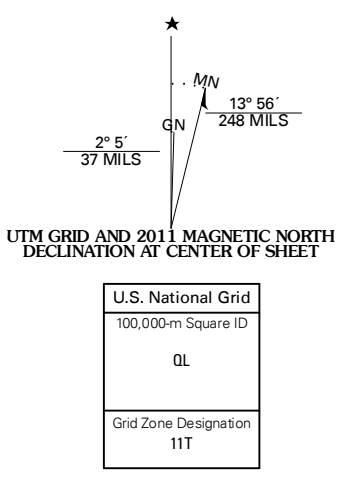 MN
13° 56´
248 MILS
GN
2° 5´
37 MILS
UTM GRID AND 2011 MAGNETIC NORTH
DECLINATION AT CENTER OF SHEET
U.S. National Grid
100,000-m Square ID
QL
Grid Zone Designation
11T